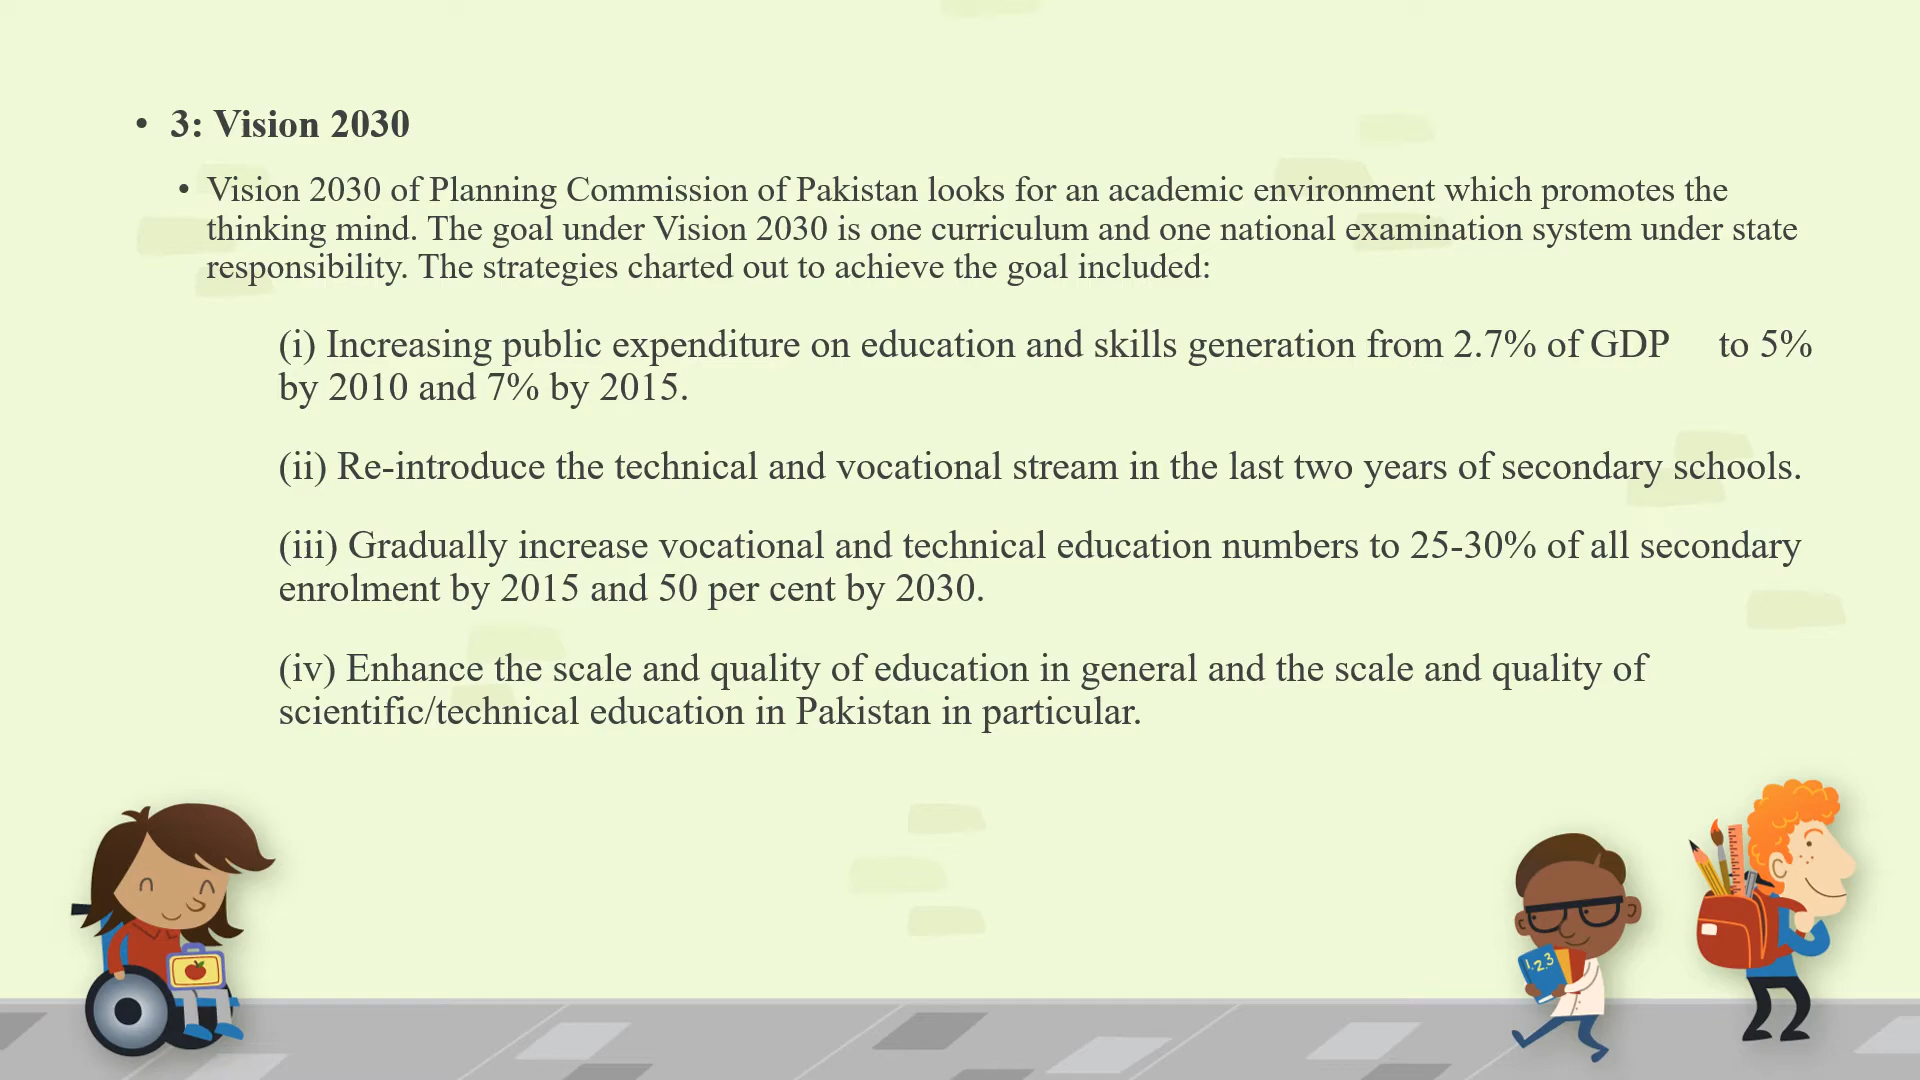 • 3: Vision 2030
• Vision 2030 of Planning Commission of Pakistan looks for an academic environment which promotes the
thinking mind. The goal under Vision 2030 is one curriculum and one national examination system under state
responsibility. The strategies charted out to achieve the goal included:
(i) Increasing public expenditure on education and skills generation from 2.7% of GDP to 5%
by 2010 and 7% by 2015.
(ii) Re-introduce the technical and vocational stream in the last two years of secondary schools.
(iii) Gradually increase vocational and technical education numbers to 25-30% of all secondary
enrolment by 2015 and 50 per cent by 2030.
(iv) Enhance the scale and quality of education in general and the scale and quality of
scientific/technical education in Pakistan in particular.
1,2,3